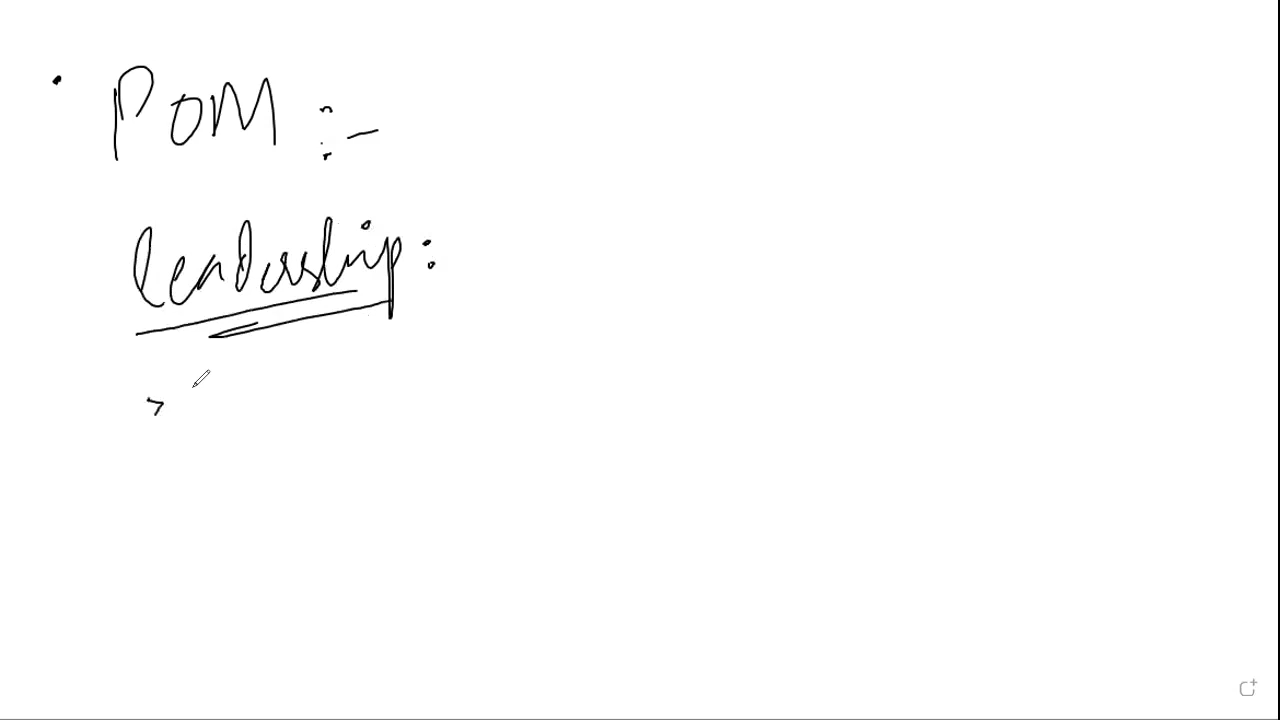 • POM :-
leadership :
>